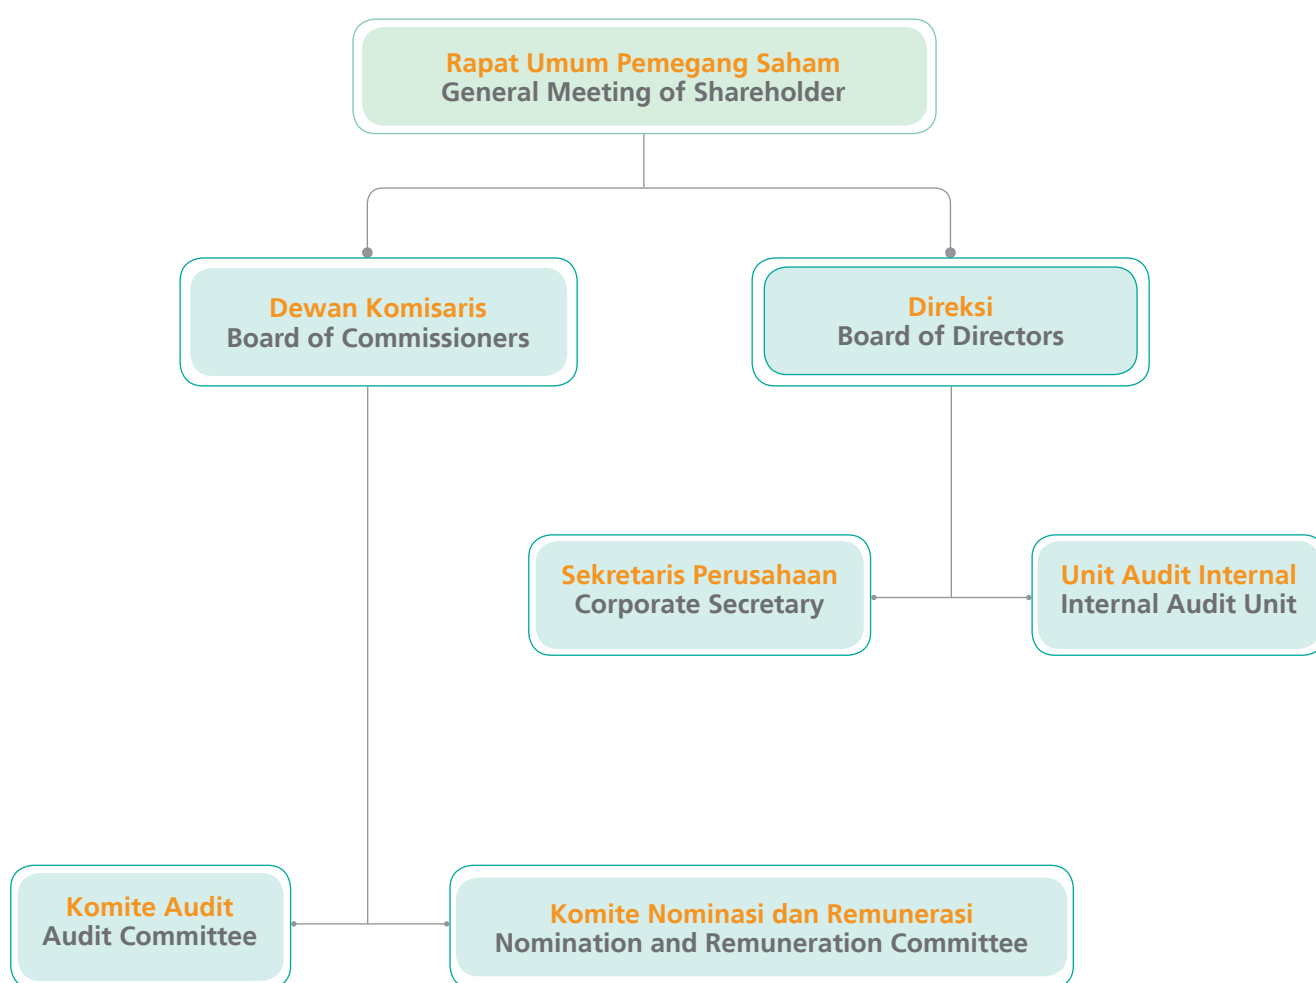 Rapat Umum Pemegang Saham
General Meeting of Shareholder
Dewan Komisaris
Board of Commissioners
Direksi
Board of Directors
Sekretaris Perusahaan
Corporate Secretary
Unit Audit Internal
Internal Audit Unit
Komite Audit
Audit Committee
Komite Nominasi dan Remunerasi
Nomination and Remuneration Committee